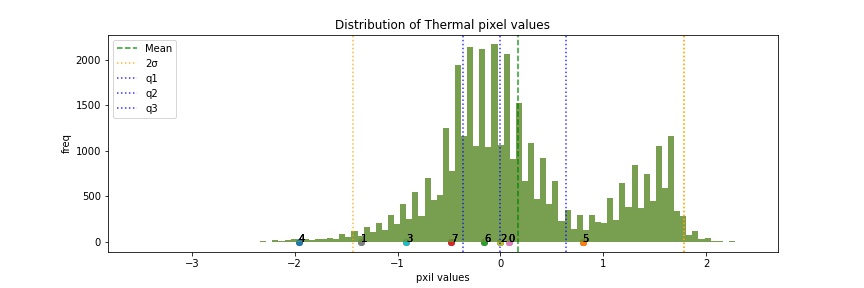 Distribution of Thermal pixel values
Mean
2σ
q1
q2
q3
freq
2000
1500
1000
500
0
4 1 3 7 6 2 0 5
−3 −2 −1 0 1 2
pxil values